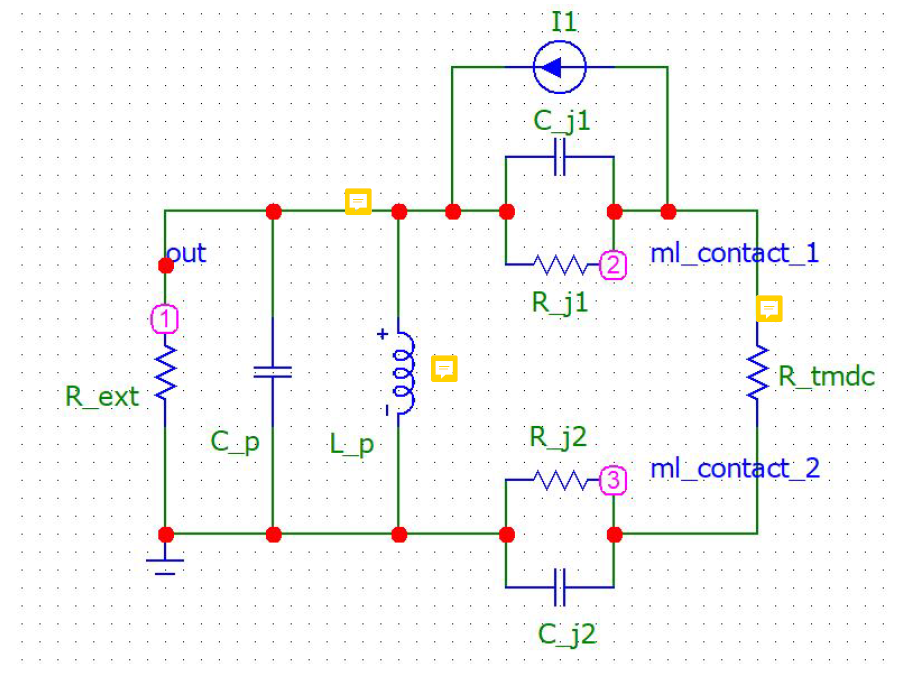 I1
C_j1
out
ml_contact_1
2
R_j1
1
R_ext
+
-
R_tmdc
C_p
L_p
R_j2
ml_contact_2
3
C_j2